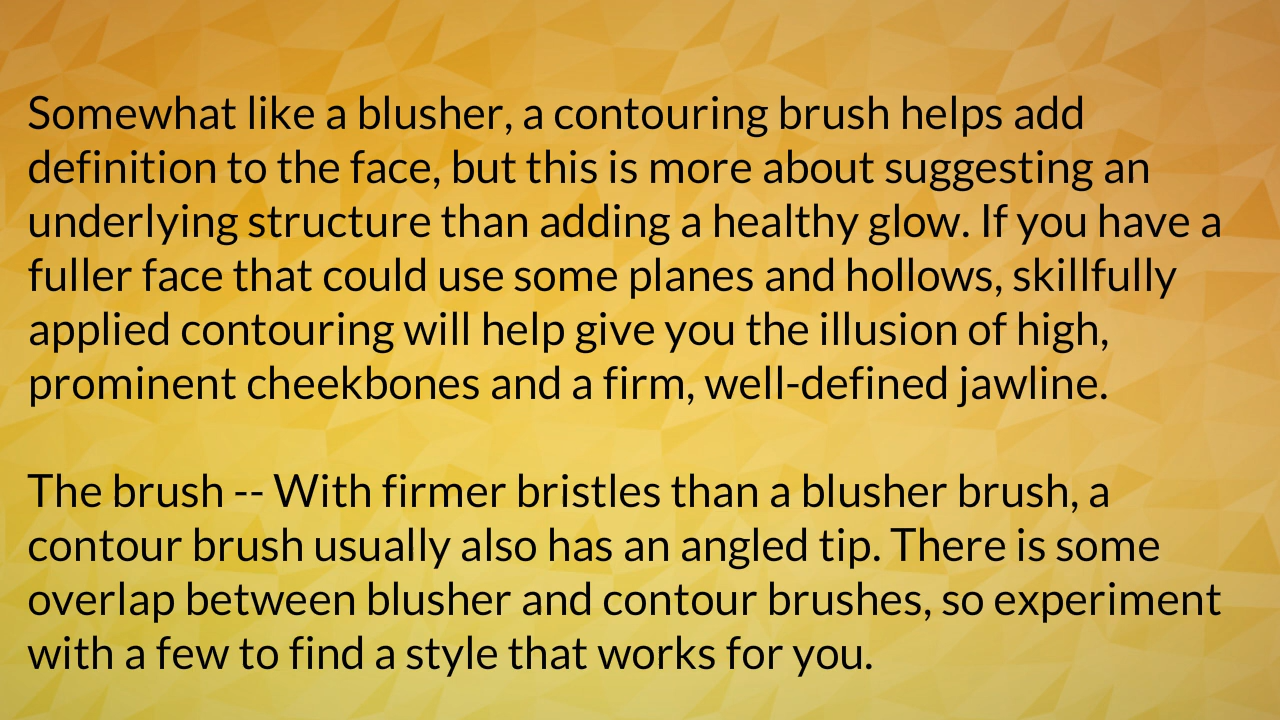 Somewhat like a blusher, a contouring brush helps add
definition to the face, but this is more about suggesting an
underlying structure than adding a healthy glow. If you have a
fuller face that could use some planes and hollows, skillfully
applied contouring will help give you the illusion of high,
prominent cheekbones and a firm, well-defined jawline.
The brush -- With firmer bristles than a blusher brush, a
contour brush usually also has an angled tip. There is some
overlap between blusher and contour brushes, so experiment
with a few to find a style that works for you.